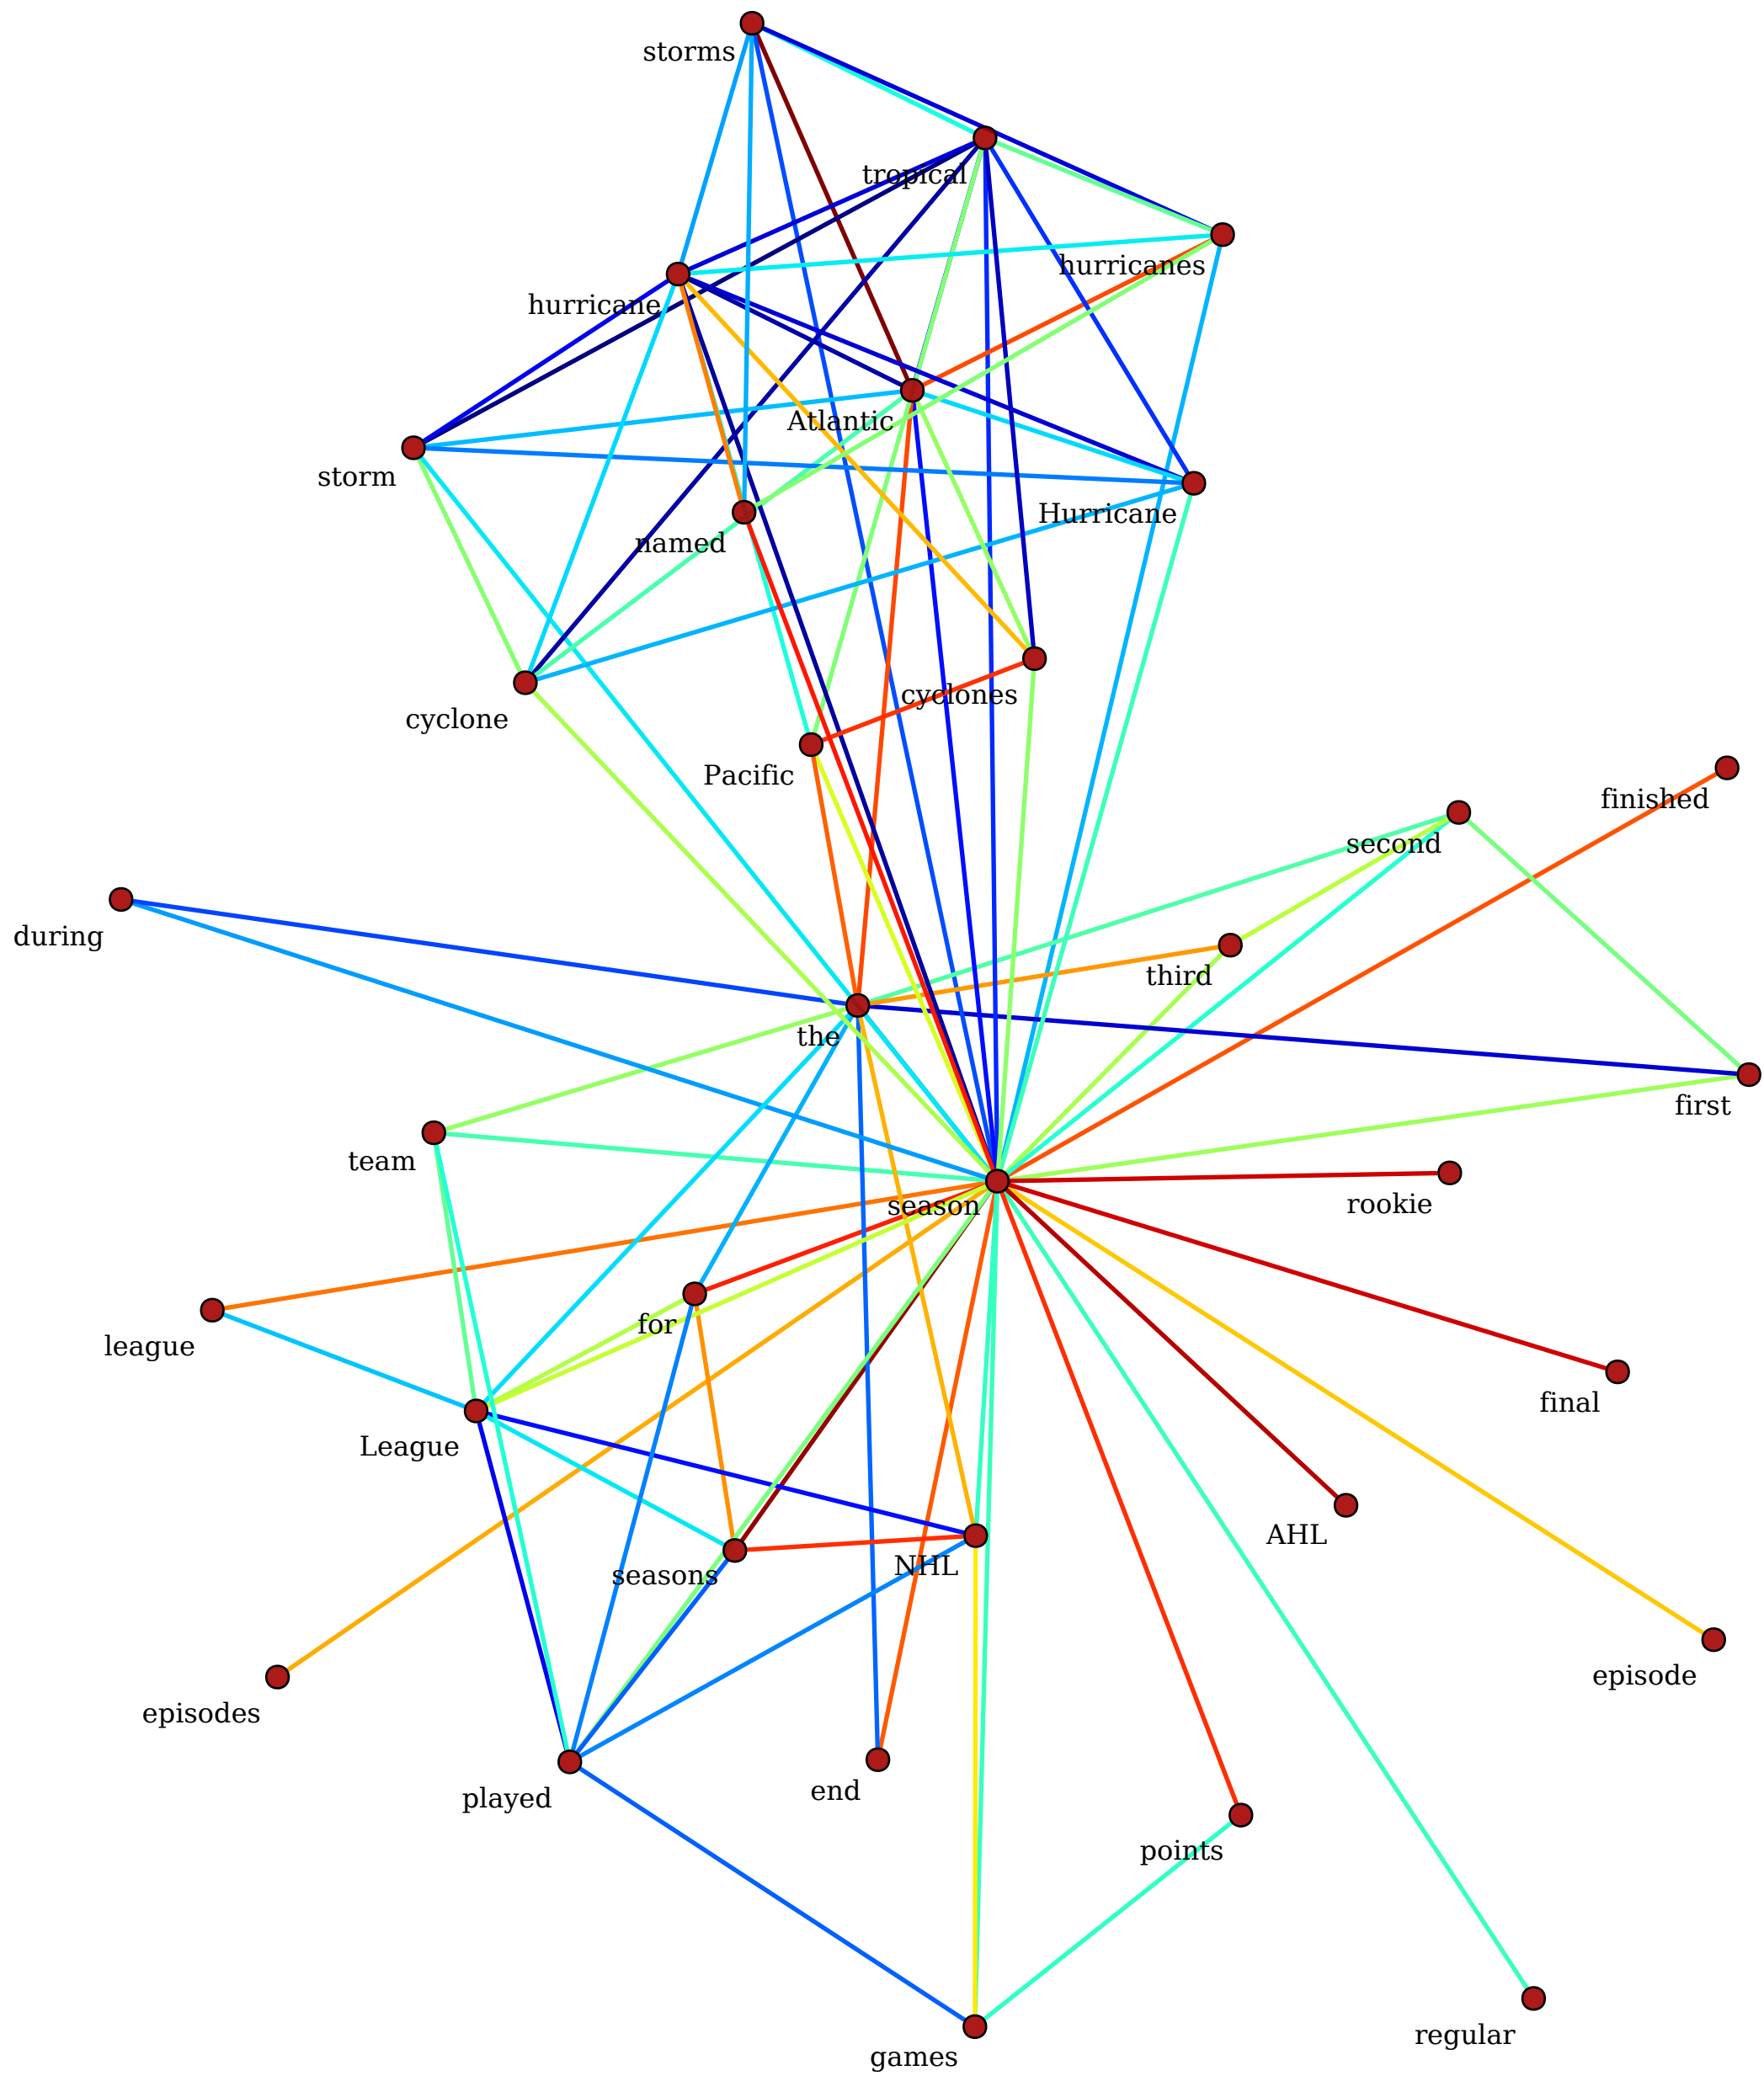 storms
tropical
hurricanes
hurricane
Atlantic
storm
Hurricane
named
cyclones
cyclone
Pacific
finished
second
during
third
the
first
team
season
rookie
for
league
final
League
AHL
NHL
seasons
episode
episodes
end
played
points
regular
games